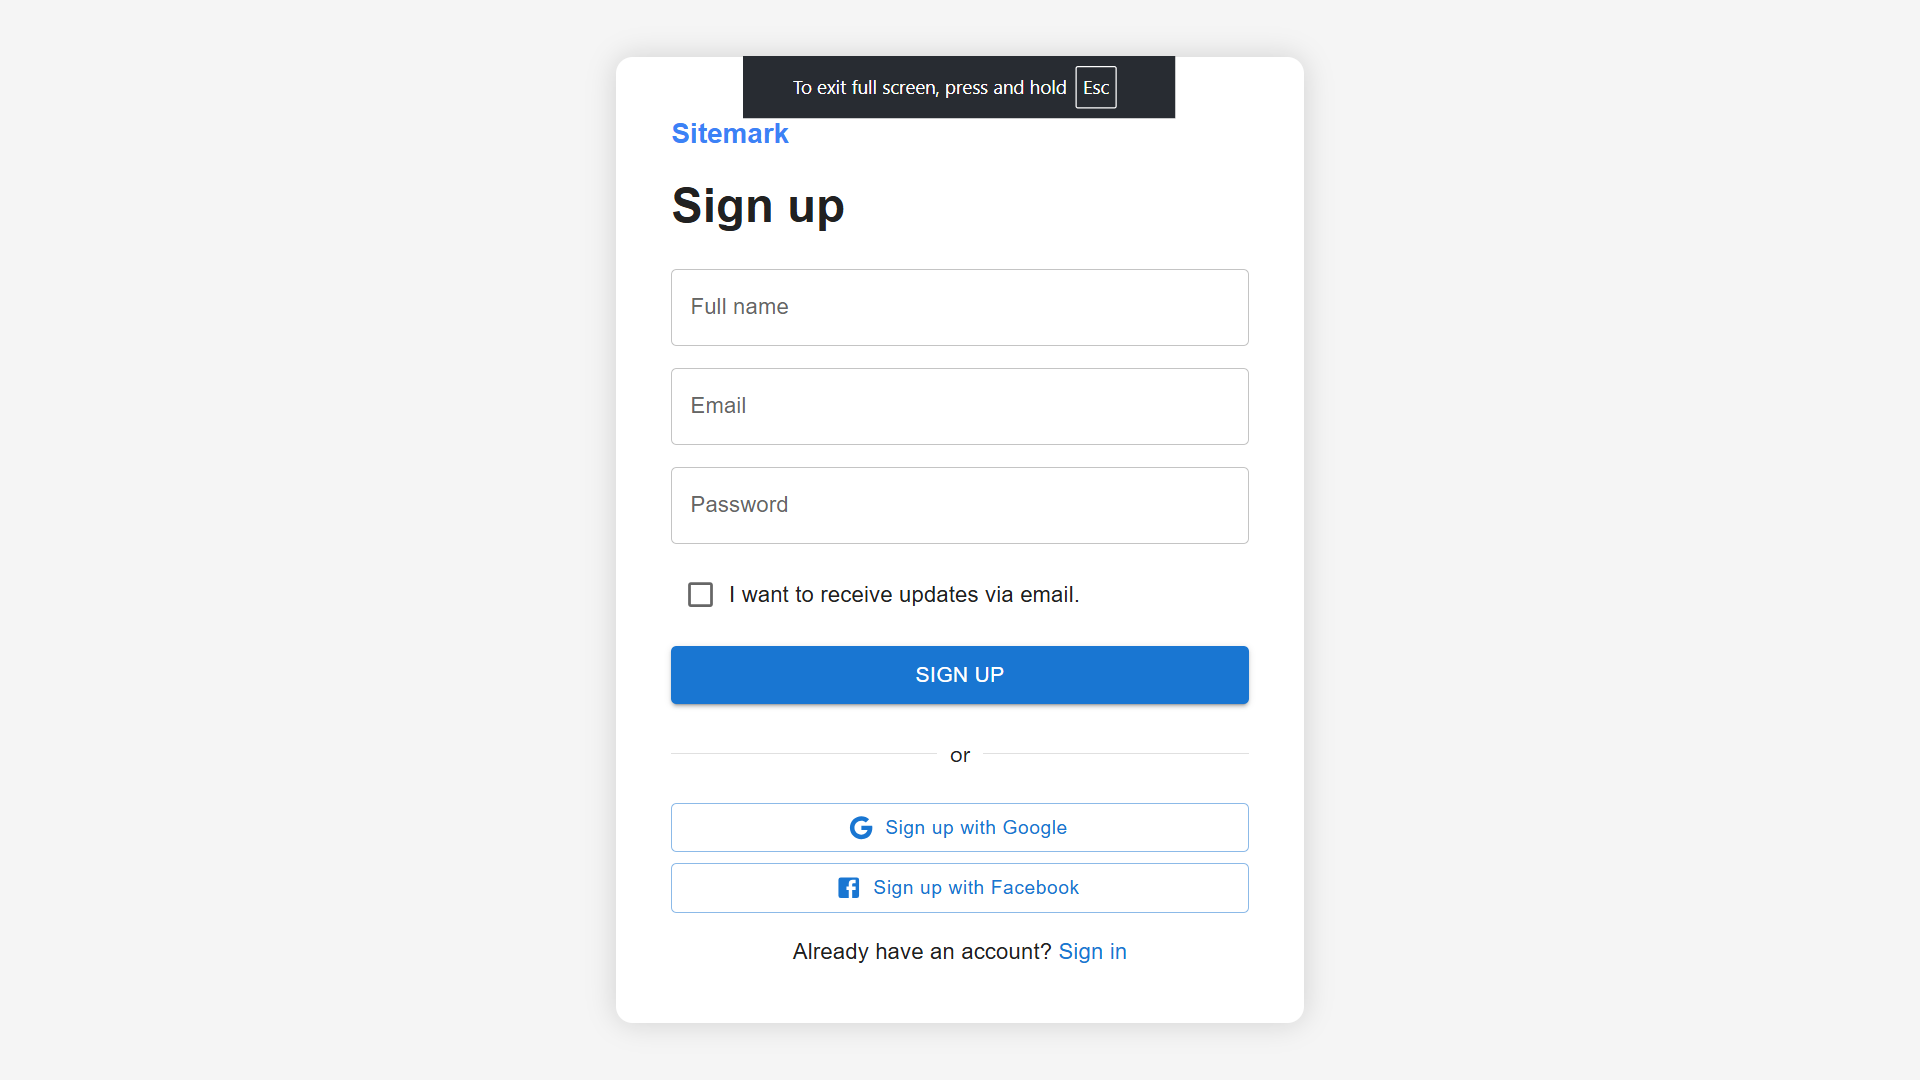 To exit full screen, press and hold Esc
Sitemark
Sign up
Full name
Email
Password
I want to receive updates via email.
SIGN UP
or
Sign up with Google
Sign up with Facebook
Already have an account? Sign in